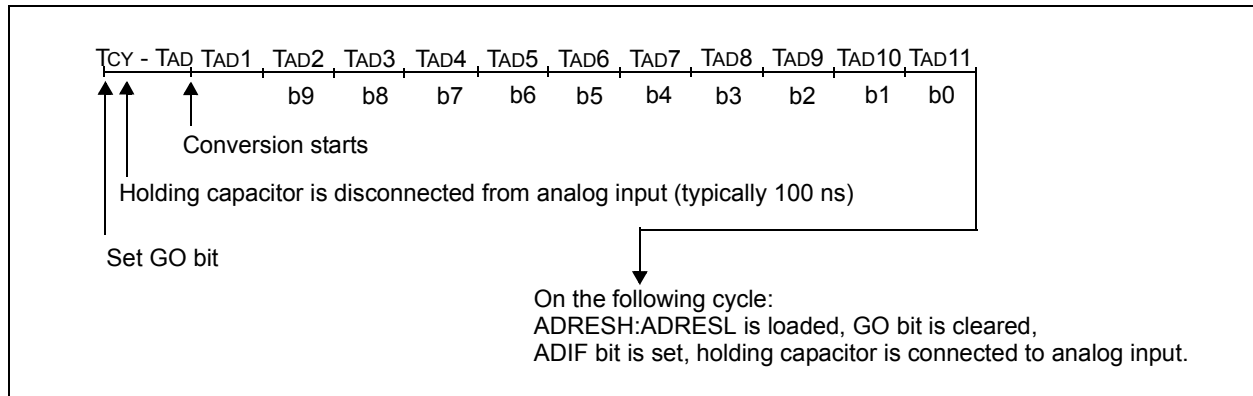 TCY - TAD TAD1 TAD2 TAD3 TAD4 TAD5 TAD6 TAD7 TAD8 TAD9 TAD10 TAD11
b9 b8 b7 b6 b5 b4 b3 b2 b1 b0
Conversion starts
Holding capacitor is disconnected from analog input (typically 100 ns)
Set GO bit
On the following cycle:
ADRESH:ADRESL is loaded, GO bit is cleared,
ADIF bit is set, holding capacitor is connected to analog input.